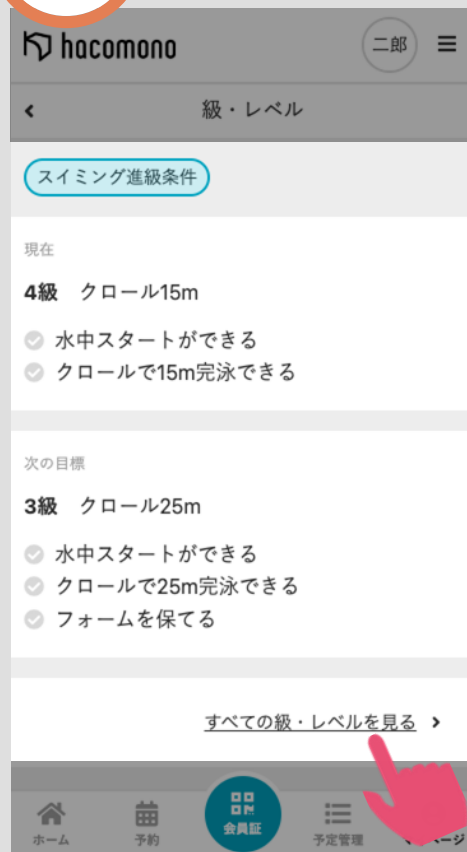 hacomono
二郎
級・レベル
スイミング進級条件
現在
4級 クロール15m
水中スタートができる
クロールで15m完泳できる
次の目標
3級 クロール25m
水中スタートができる
クロールで25m完泳できる
フォームを保てる
すべての級・レベルを見る
ホーム
予約
会員証
予定管理
ページ